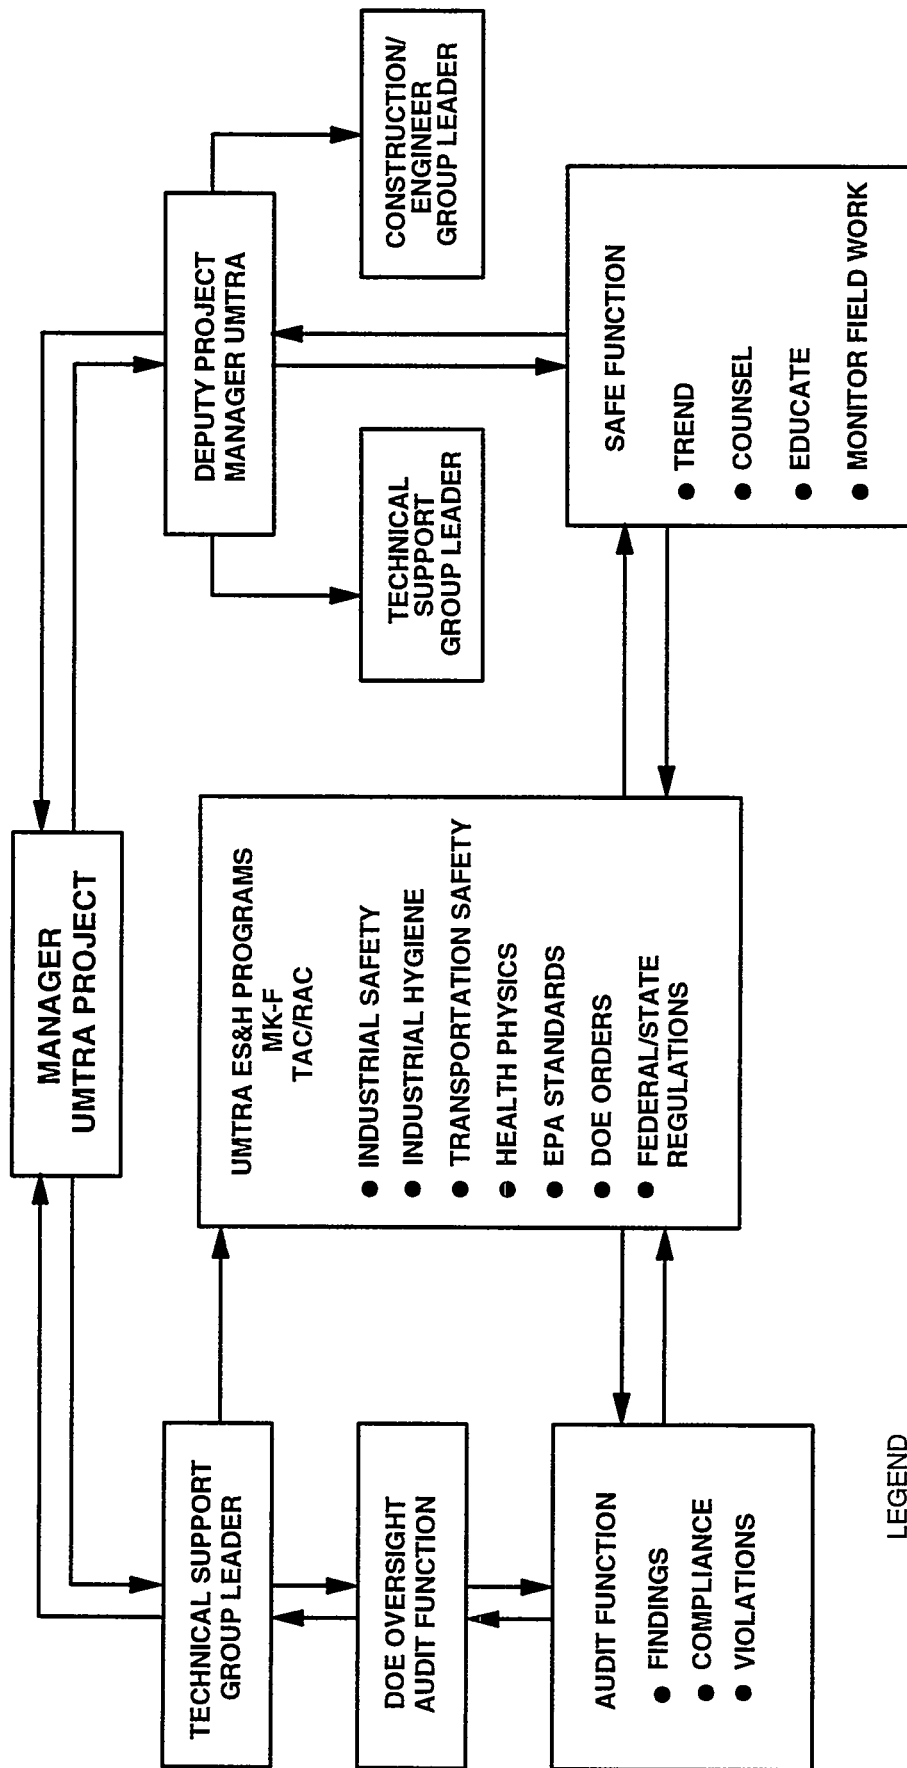 MANAGER
UMTRA PROJECT
TECHNICAL SUPPORT
GROUP LEADER
DEPUTY PROJECT
MANAGER UMTRA
UMTRA ES&H PROGRAMS
MK-F
TAC/RAC
● INDUSTRIAL SAFETY
● INDUSTRIAL HYGIENE
● TRANSPORTATION SAFETY
● HEALTH PHYSICS
● EPA STANDARDS
● DOE ORDERS
● FEDERAL/STATE
REGULATIONS
DOE OVERSIGHT
AUDIT FUNCTION
TECHNICAL
SUPPORT
GROUP LEADER
CONSTRUCTION/
ENGINEER
GROUP LEADER
AUDIT FUNCTION
● FINDINGS
● COMPLIANCE
● VIOLATIONS
SAFE FUNCTION
● TREND
● COUNSEL
● EDUCATE
● MONITOR FIELD WORK
LEGEND